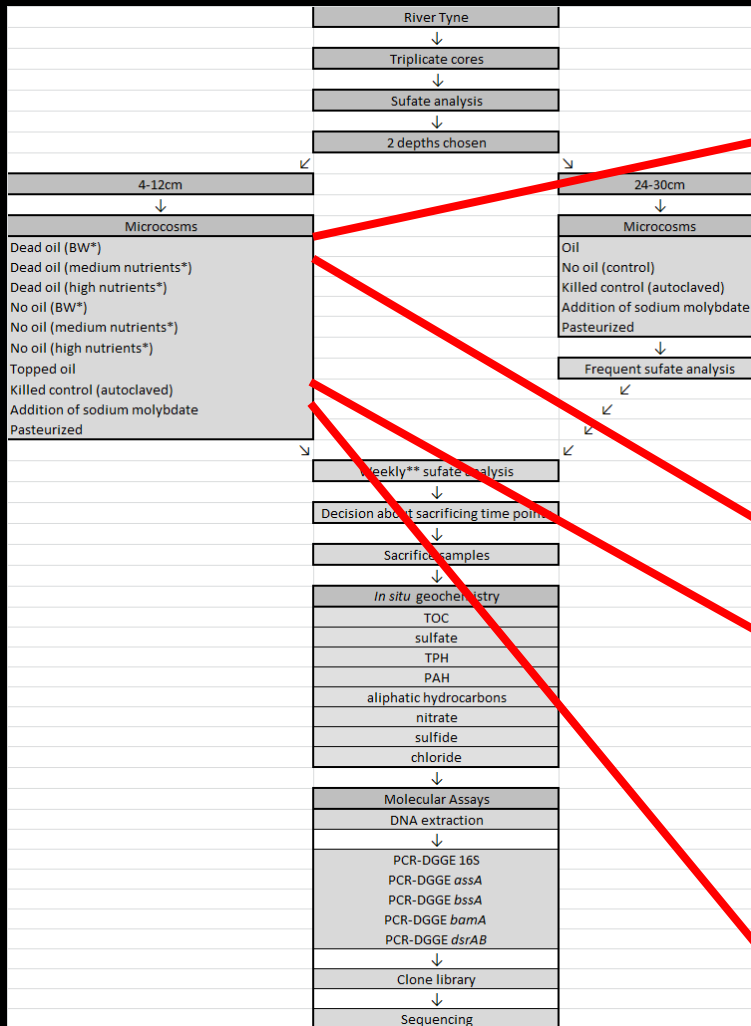 River Tyne
↓
Triplicate cores
↓
Sufate analysis
↓
2 depths chosen
↙ ↘
4-12cm
↓
Microcosms
Dead oil (BW*)
Dead oil (medium nutrients*)
Dead oil (high nutrients*)
No oil (BW*)
No oil (medium nutrients*)
No oil (high nutrients*)
Topped oil
Killed control (autoclaved)
Addition of sodium molybdate
Pasteurized
↘
24-30cm
↓
Microcosms
Oil
No oil (control)
Killed control (autoclaved)
Addition of sodium molybdate
Pasteurized
↓
Frequent sufate analysis
↙
↙
↙
↙
Weekly** sufate analysis
↓
Decision about sacrificing time point
↓
Sacrifice samples
↓
In situ geochemistry
TOC
sulfate
TPH
PAH
aliphatic hydrocarbons
nitrate
sulfide
chloride
↓
Molecular Assays
DNA extraction
↓
PCR-DGGE 16S
PCR-DGGE assA
PCR-DGGE bssA
PCR-DGGE bamA
PCR-DGGE dsrAB
↓
Clone library
↓
Sequencing